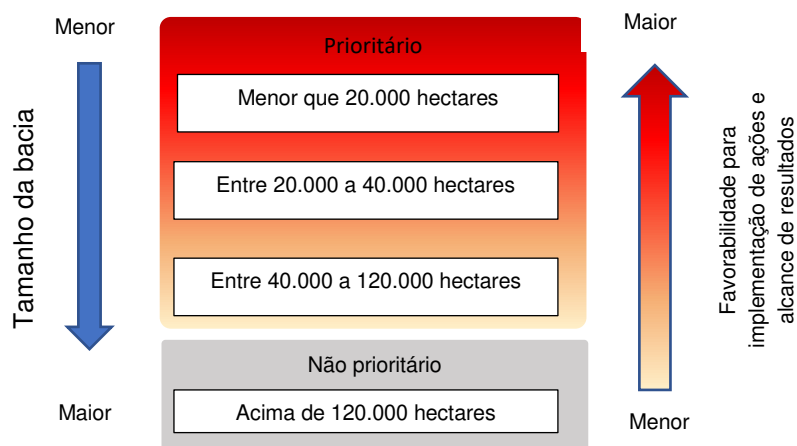 Menor
Tamanho da bacia
Maior
Prioritário
Menor que 20.000 hectares
Entre 20.000 a 40.000 hectares
Entre 40.000 a 120.000 hectares
Não prioritário
Acima de 120.000 hectares
Maior
Favorabilidade para
implementação de ações e
alcance de resultados
Menor